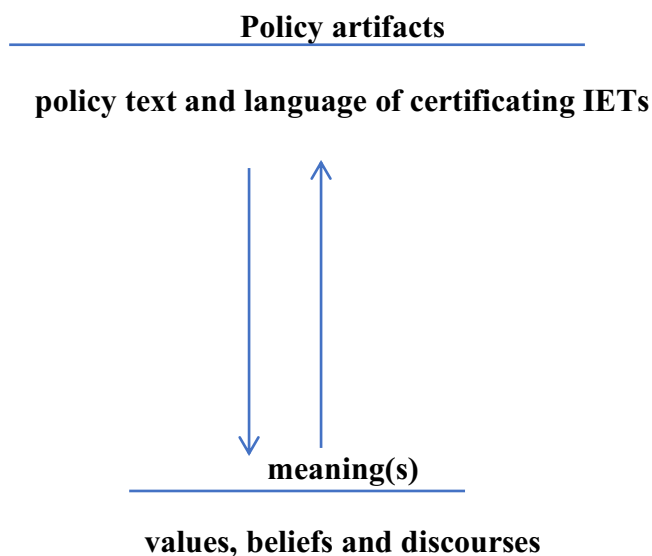 Policy artifacts
policy text and language of certificating IETs
meaning(s)
values, beliefs and discourses